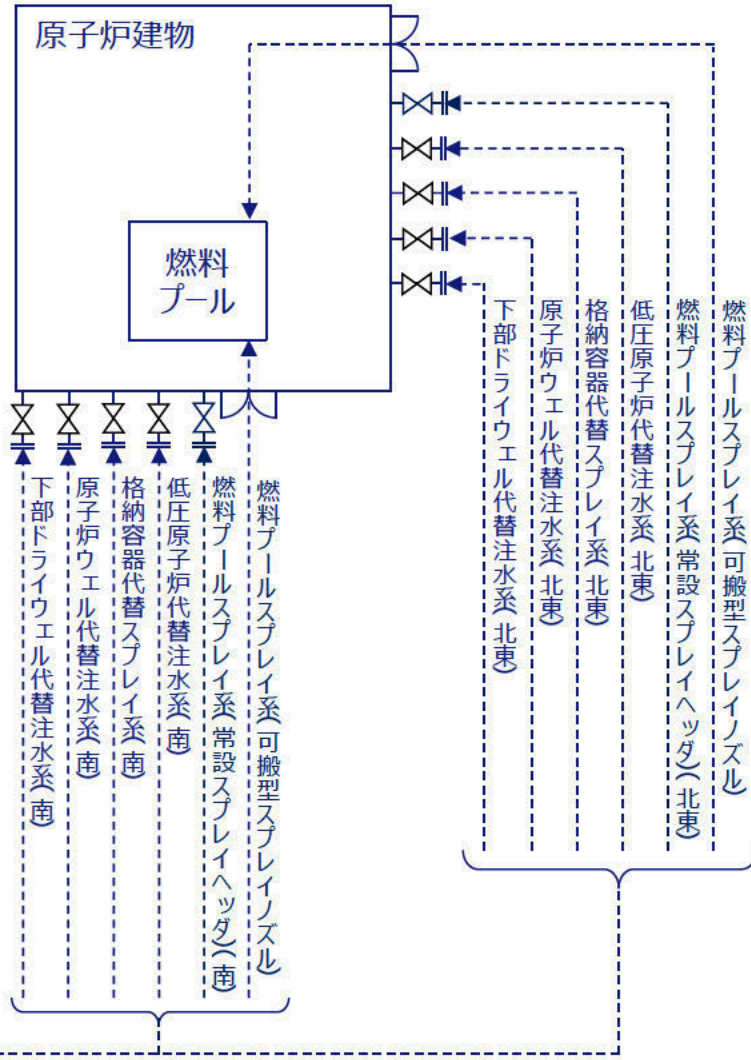 原子炉建物
燃料
プール
燃料プールスプレイ系(可搬型スプレイノズル)
燃料プールスプレイ系(常設スプレイヘッダ)(北東)
低圧原子炉代替注水系(北東)
格納容器代替スプレイ系(北東)
原子炉ウェル代替注水系(北東)
下部ドライウェル代替注水系(北東)
燃料プールスプレイ系(可搬型スプレイノズル)
燃料プールスプレイ系(常設スプレイヘッダ)(南)
低圧原子炉代替注水系(南)
格納容器代替スプレイ系(南)
原子炉ウェル代替注水系(南)
下部ドライウェル代替注水系(南)